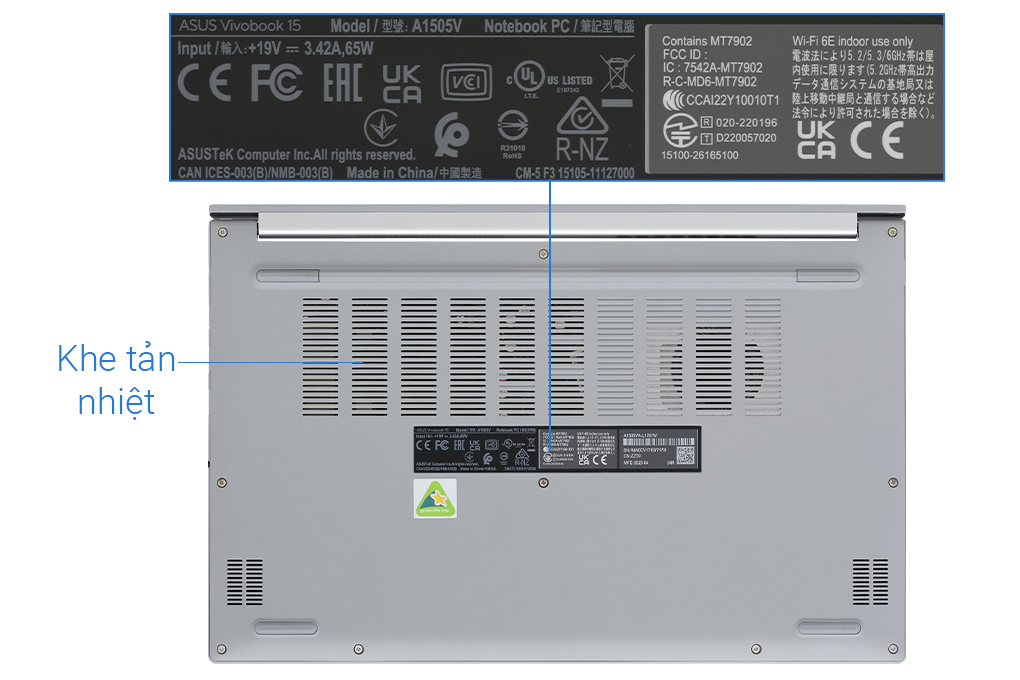 ASUS Vivobook 15 Model / 型號: A1505V Notebook PC / 筆記型電腦
Input / 輸入:+19V ⎓ 3.42A,65W
CE FC EAC UKCA VCI c UL US LISTED
I.T.E. E187242
R31018
RoHS
R-NZ
ASUSTeK Computer Inc.All rights reserved.
CAN ICES-003(B)/NMB-003(B) Made in China/中國製造 CM-5 F3 15105-11127000
Contains MT7902
FCC ID :
IC : 7542A-MT7902
R-C-MD6-MT7902
CCAI22Y10010T1
R 020-220196
T D220057020
15100-26165100
Wi-Fi 6E indoor use only
電波法により5.2/5.3/6GHz帯は屋
内使用に限ります(5.2GHz帯高出力
データ通信システムの基地局又は
陸上移動中継局と通信する場合など
法令により許可された場合を除く)。
UKCA CE
Khe tản
nhiệt